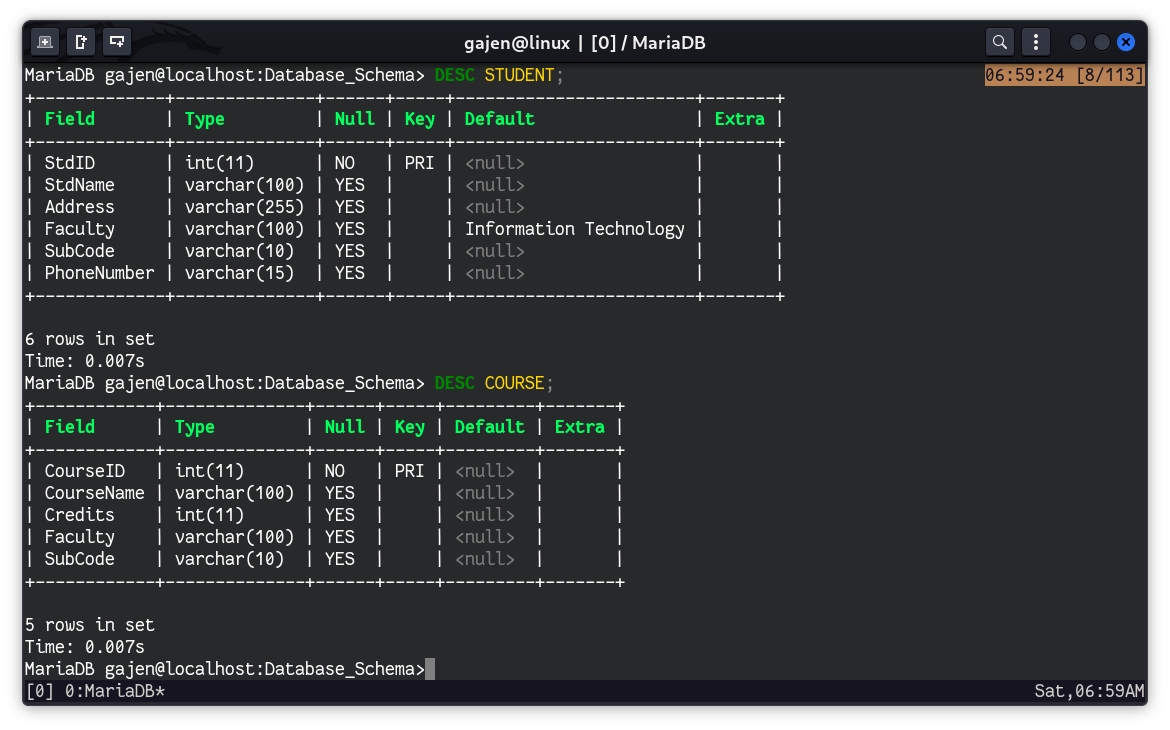 gajen@linux | [0] / MariaDB
MariaDB gajen@localhost:Database_Schema> DESC STUDENT; 06:59:24 [8/113]
+-------------+--------------+------+-----+------------------------+-------+
| Field       | Type         | Null | Key | Default                | Extra |
+-------------+--------------+------+-----+------------------------+-------+
| StdID       | int(11)      | NO   | PRI | <null>                 |       |
| StdName     | varchar(100) | YES  |     | <null>                 |       |
| Address     | varchar(255) | YES  |     | <null>                 |       |
| Faculty     | varchar(100) | YES  |     | Information Technology |       |
| SubCode     | varchar(10)  | YES  |     | <null>                 |       |
| PhoneNumber | varchar(15)  | YES  |     | <null>                 |       |
+-------------+--------------+------+-----+------------------------+-------+
6 rows in set
Time: 0.007s
MariaDB gajen@localhost:Database_Schema> DESC COURSE;
+------------+--------------+------+-----+---------+-------+
| Field      | Type         | Null | Key | Default | Extra |
+------------+--------------+------+-----+---------+-------+
| CourseID   | int(11)      | NO   | PRI | <null>  |       |
| CourseName | varchar(100) | YES  |     | <null>  |       |
| Credits    | int(11)      | YES  |     | <null>  |       |
| Faculty    | varchar(100) | YES  |     | <null>  |       |
| SubCode    | varchar(10)  | YES  |     | <null>  |       |
+------------+--------------+------+-----+---------+-------+
5 rows in set
Time: 0.007s
MariaDB gajen@localhost:Database_Schema>
[0] 0:MariaDB* Sat,06:59AM